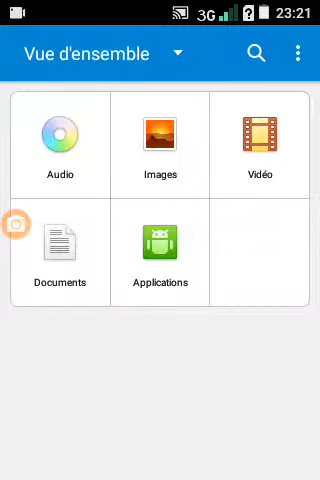 3G 23:21
Vue d'ensemble
Audio Images Vidéo
Documents Applications